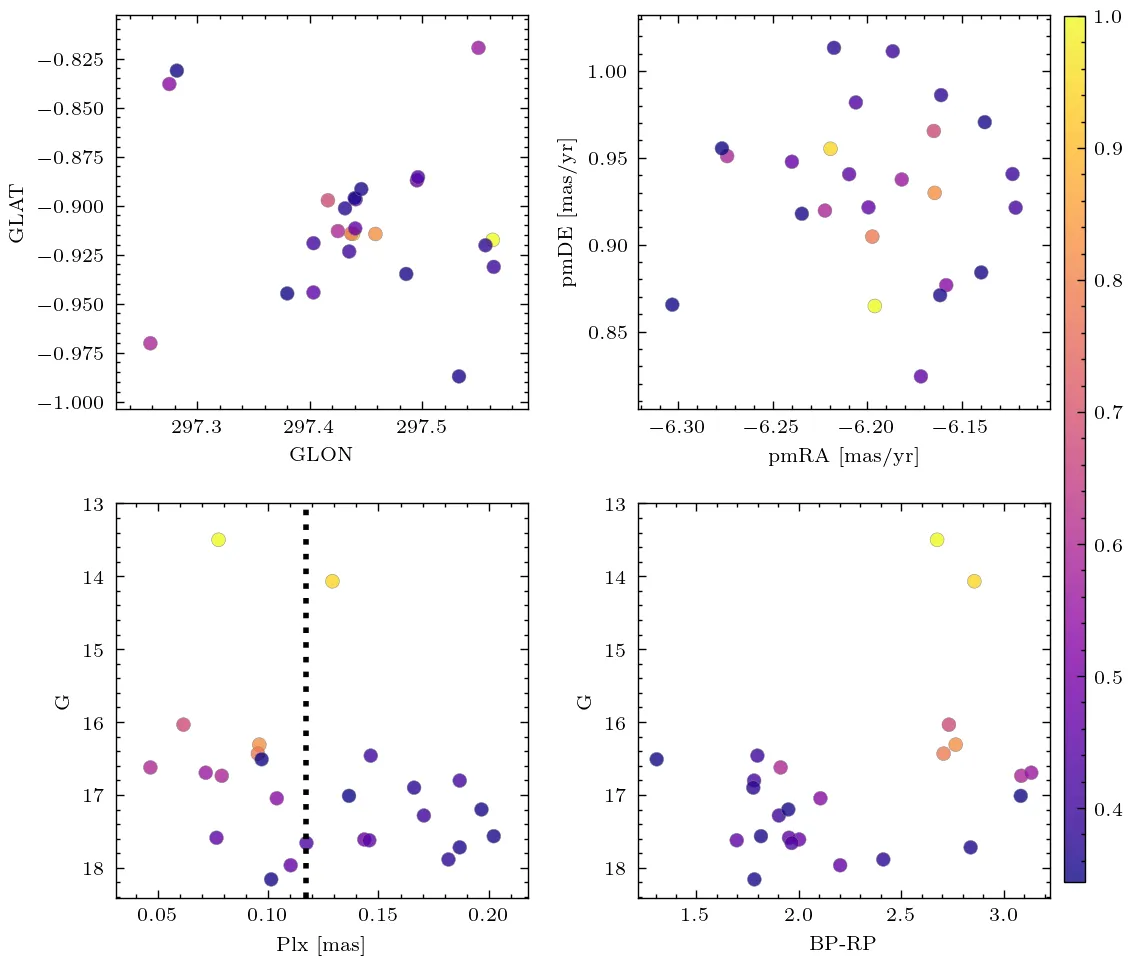 −0.825
−0.850
−0.875
−0.900
−0.925
−0.950
−0.975
−1.000
GLAT
297.3 297.4 297.5
GLON
1.00
0.95
0.90
0.85
pmDE [mas/yr]
−6.30 −6.25 −6.20 −6.15
pmRA [mas/yr]
13
14
15
16
17
18
G
0.05 0.10 0.15 0.20
Plx [mas]
13
14
15
16
17
18
G
1.5 2.0 2.5 3.0
BP-RP
1.0
0.9
0.8
0.7
0.6
0.5
0.4